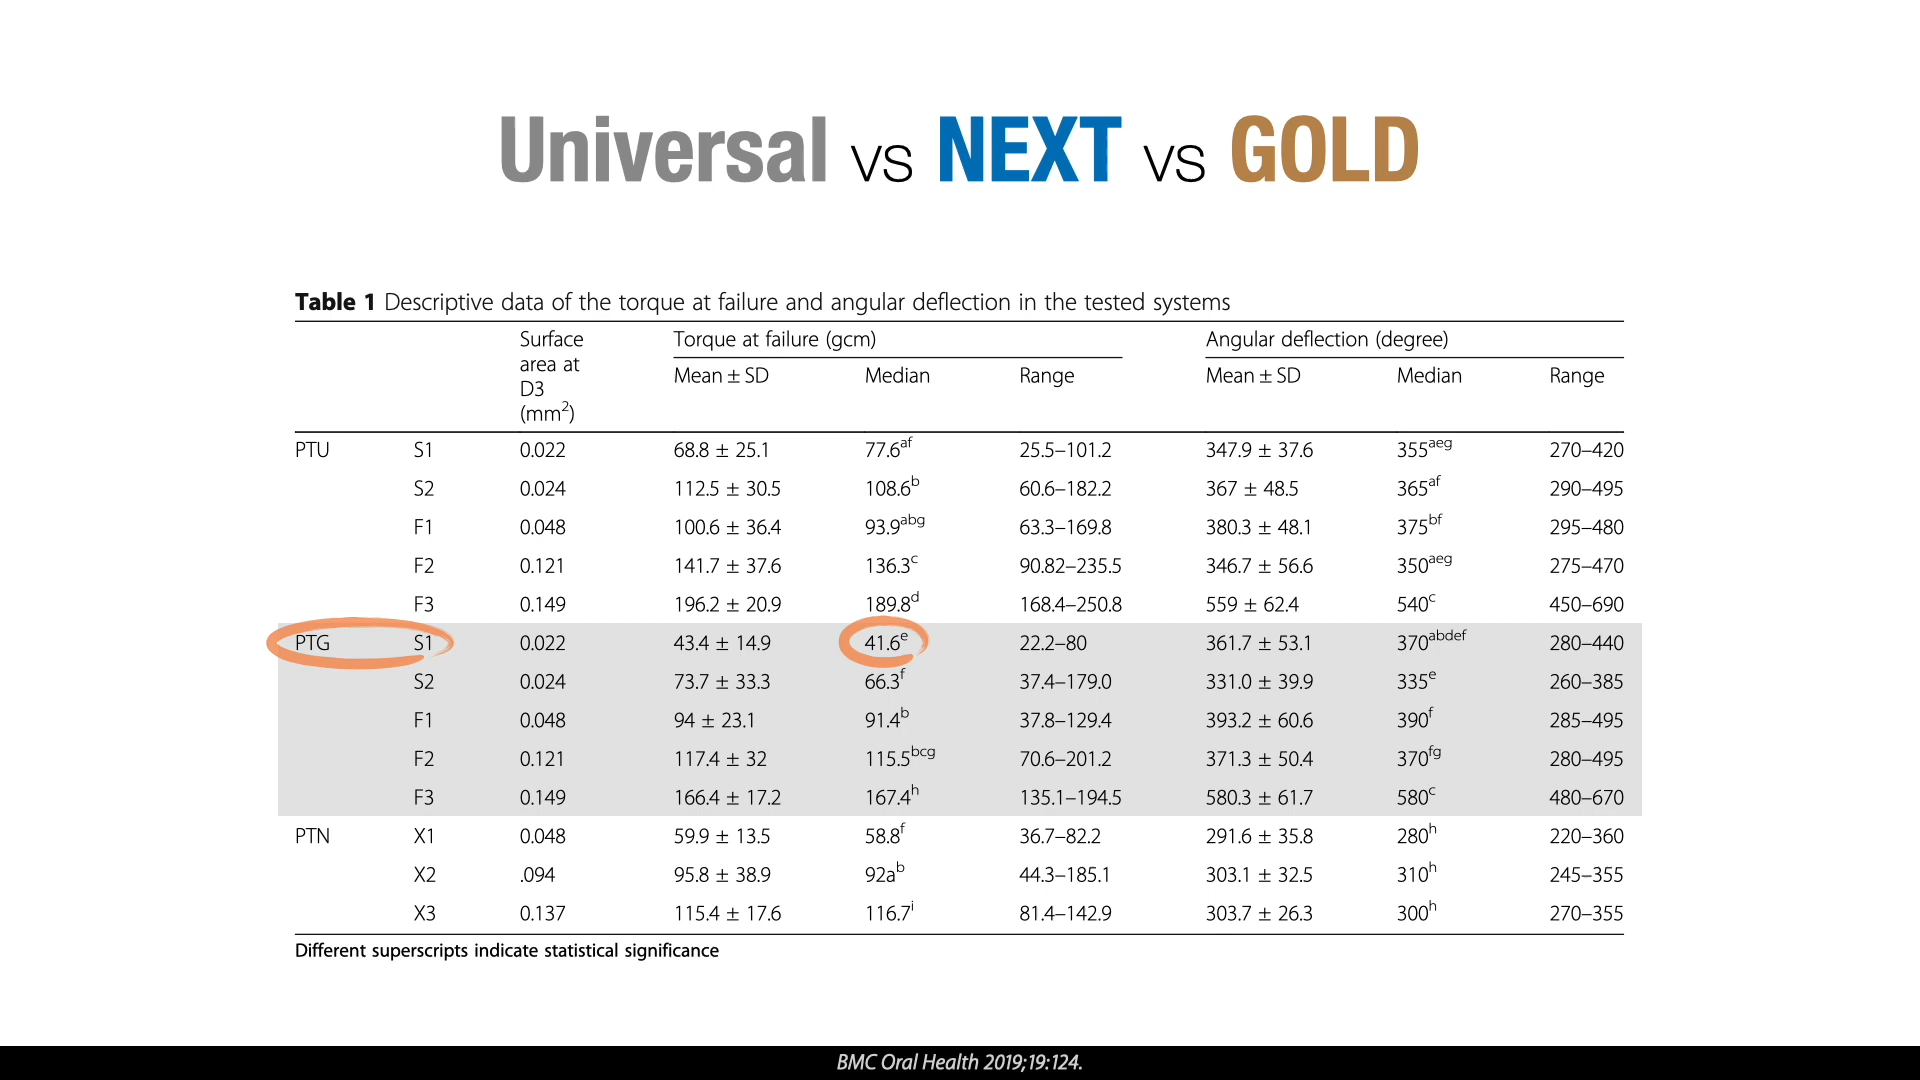 Universal vs NEXT vs GOLD
Table 1 Descriptive data of the torque at failure and angular deflection in the tested systems
Surface area at D3 (mm²) Torque at failure (gcm) Angular deflection (degree)
Mean ± SD Median Range Mean ± SD Median Range
PTU S1 0.022 68.8 ± 25.1 77.6af 25.5–101.2 347.9 ± 37.6 355aeg 270–420
S2 0.024 112.5 ± 30.5 108.6b 60.6–182.2 367 ± 48.5 365af 290–495
F1 0.048 100.6 ± 36.4 93.9abg 63.3–169.8 380.3 ± 48.1 375bf 295–480
F2 0.121 141.7 ± 37.6 136.3c 90.82–235.5 346.7 ± 56.6 350aeg 275–470
F3 0.149 196.2 ± 20.9 189.8d 168.4–250.8 559 ± 62.4 540c 450–690
PTG S1 0.022 43.4 ± 14.9 41.6e 22.2–80 361.7 ± 53.1 370abdef 280–440
S2 0.024 73.7 ± 33.3 66.3f 37.4–179.0 331.0 ± 39.9 335e 260–385
F1 0.048 94 ± 23.1 91.4b 37.8–129.4 393.2 ± 60.6 390f 285–495
F2 0.121 117.4 ± 32 115.5bcg 70.6–201.2 371.3 ± 50.4 370fg 280–495
F3 0.149 166.4 ± 17.2 167.4h 135.1–194.5 580.3 ± 61.7 580c 480–670
PTN X1 0.048 59.9 ± 13.5 58.8f 36.7–82.2 291.6 ± 35.8 280h 220–360
X2 .094 95.8 ± 38.9 92ab 44.3–185.1 303.1 ± 32.5 310h 245–355
X3 0.137 115.4 ± 17.6 116.7i 81.4–142.9 303.7 ± 26.3 300h 270–355
Different superscripts indicate statistical significance
BMC Oral Health 2019;19:124.